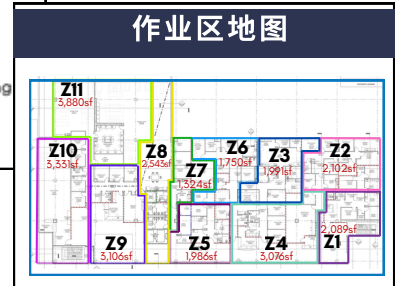 作业区地图
Z11
3,880sf
Z10
3,331sf
Z8
2,543sf
Z7
1,324sf
Z6
1,750sf
Z3
1,991sf
Z2
2,102sf
Z9
3,106sf
Z5
1,986sf
Z4
3,076sf
2,089sf
Z1